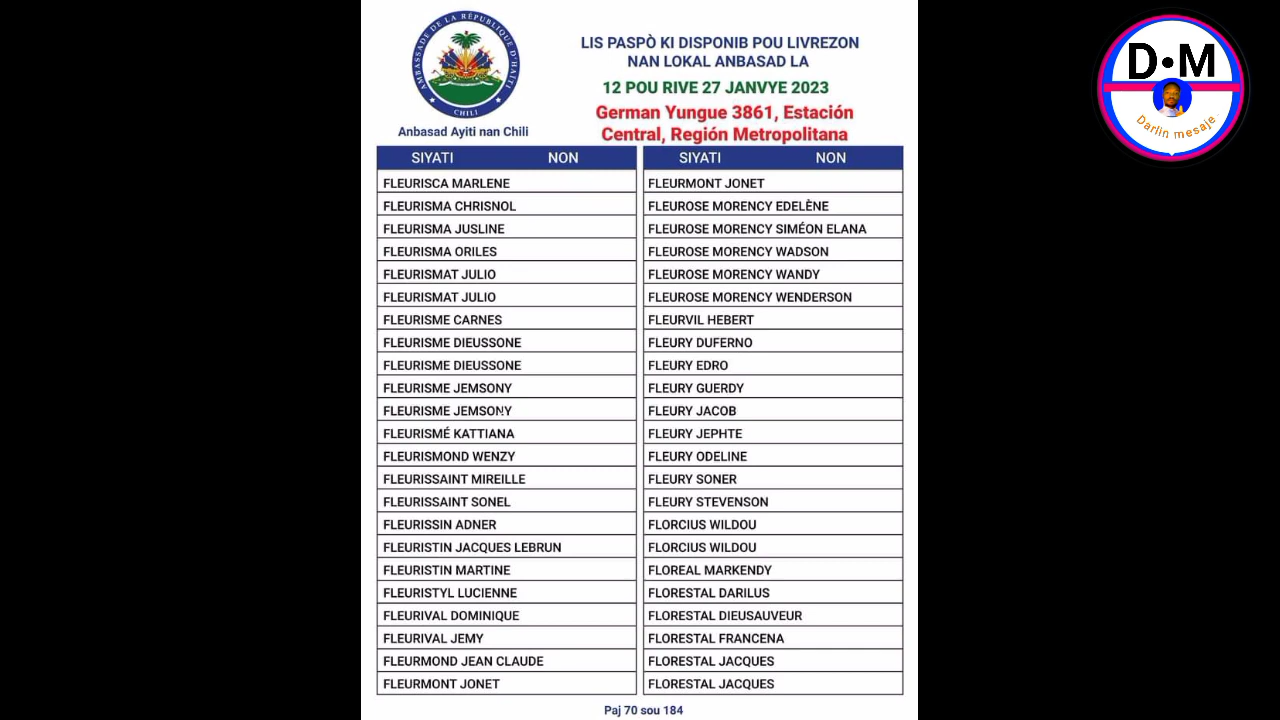 AMBASSADE DE LA RÉPUBLIQUE D'HAÏTI
CHILI
Anbasad Ayiti nan Chili
LIS PASPÒ KI DISPONIB POU LIVREZON
NAN LOKAL ANBASAD LA
12 POU RIVE 27 JANVYE 2023
German Yungue 3861, Estación
Central, Región Metropolitana
D•M
Darlin mesaje
SIYATI NON
FLEURISCA MARLENE
FLEURISMA CHRISNOL
FLEURISMA JUSLINE
FLEURISMA ORILES
FLEURISMAT JULIO
FLEURISMAT JULIO
FLEURISME CARNES
FLEURISME DIEUSSONE
FLEURISME DIEUSSONE
FLEURISME JEMSONY
FLEURISME JEMSONY
FLEURISMÉ KATTIANA
FLEURISMOND WENZY
FLEURISSAINT MIREILLE
FLEURISSAINT SONEL
FLEURISSIN ADNER
FLEURISTIN JACQUES LEBRUN
FLEURISTIN MARTINE
FLEURISTYL LUCIENNE
FLEURIVAL DOMINIQUE
FLEURIVAL JEMY
FLEURMOND JEAN CLAUDE
FLEURMONT JONET
SIYATI NON
FLEURMONT JONET
FLEUROSE MORENCY EDELÈNE
FLEUROSE MORENCY SIMÉON ELANA
FLEUROSE MORENCY WADSON
FLEUROSE MORENCY WANDY
FLEUROSE MORENCY WENDERSON
FLEURVIL HEBERT
FLEURY DUFERNO
FLEURY EDRO
FLEURY GUERDY
FLEURY JACOB
FLEURY JEPHTE
FLEURY ODELINE
FLEURY SONER
FLEURY STEVENSON
FLORCIUS WILDOU
FLORCIUS WILDOU
FLOREAL MARKENDY
FLORESTAL DARILUS
FLORESTAL DIEUSAUVEUR
FLORESTAL FRANCENA
FLORESTAL JACQUES
FLORESTAL JACQUES
Paj 70 sou 184